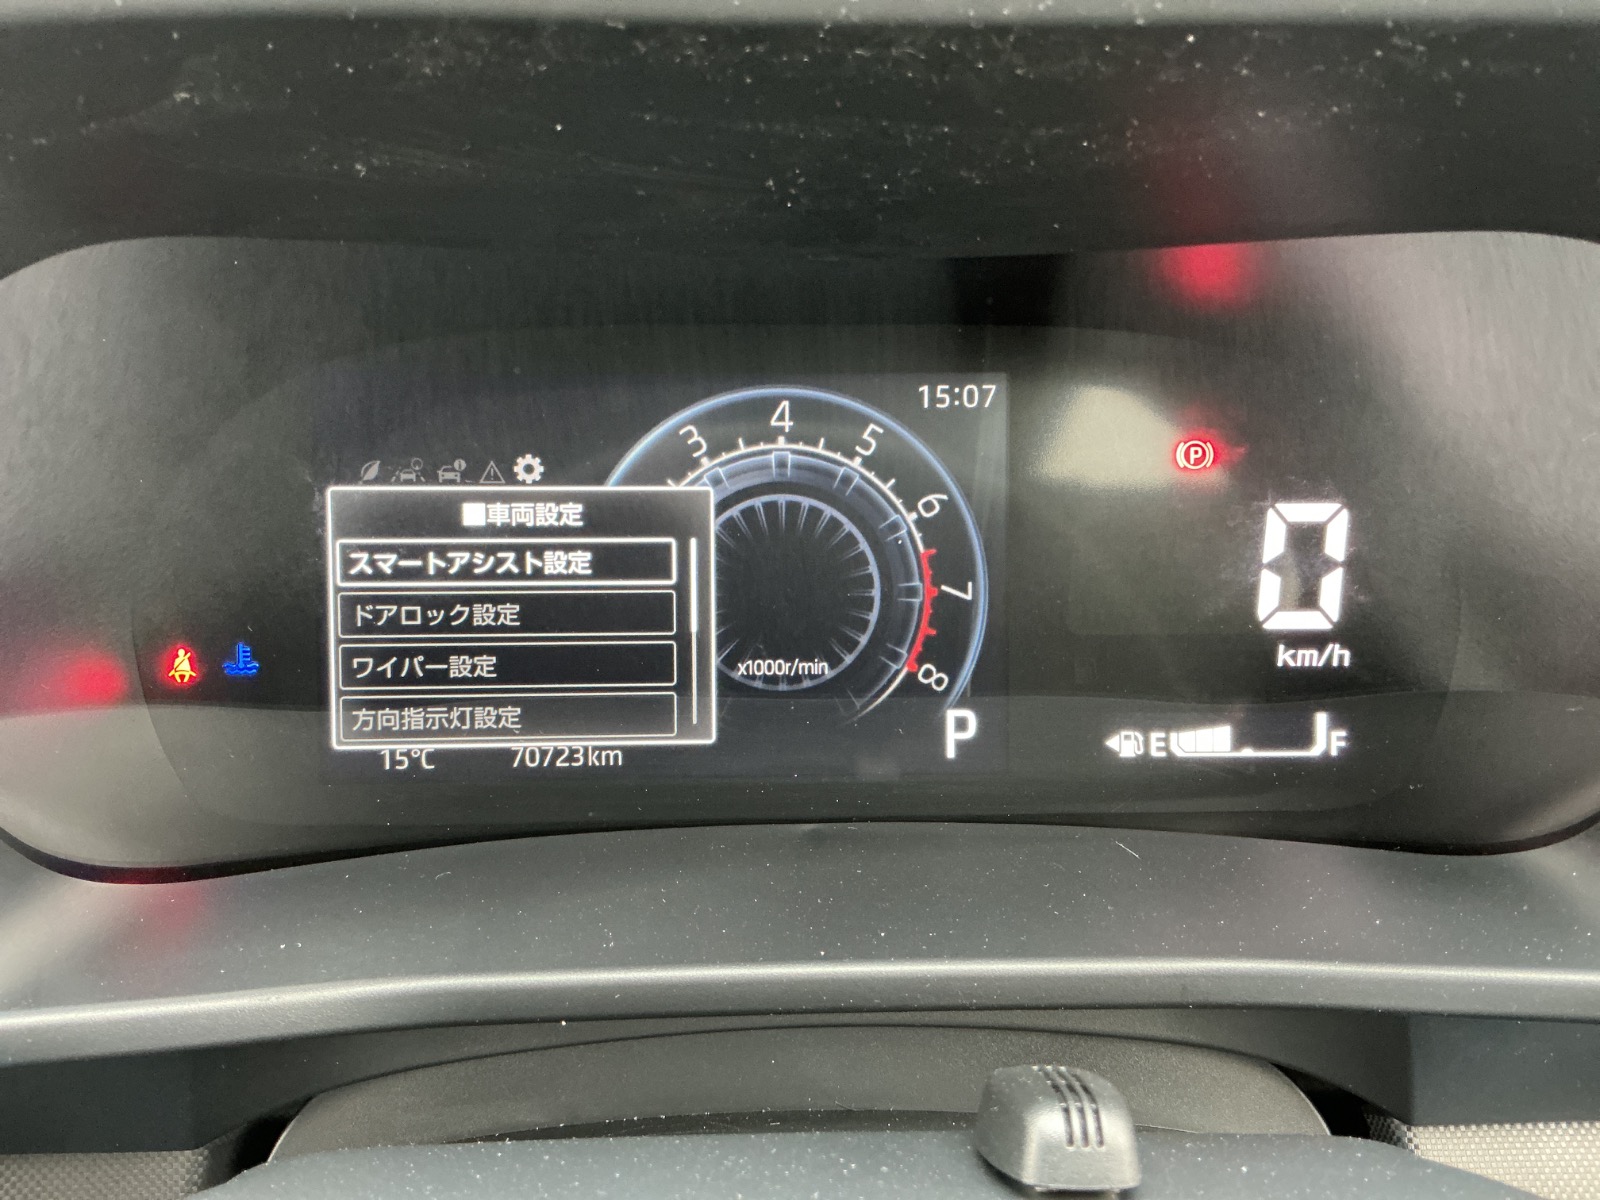 15:07
3
4
5
6
7
8
x1000r/min
■車両設定
スマートアシスト設定
ドアロック設定
ワイパー設定
方向指示灯設定
15℃ 70723km
P
(P)
0
km/h
E F